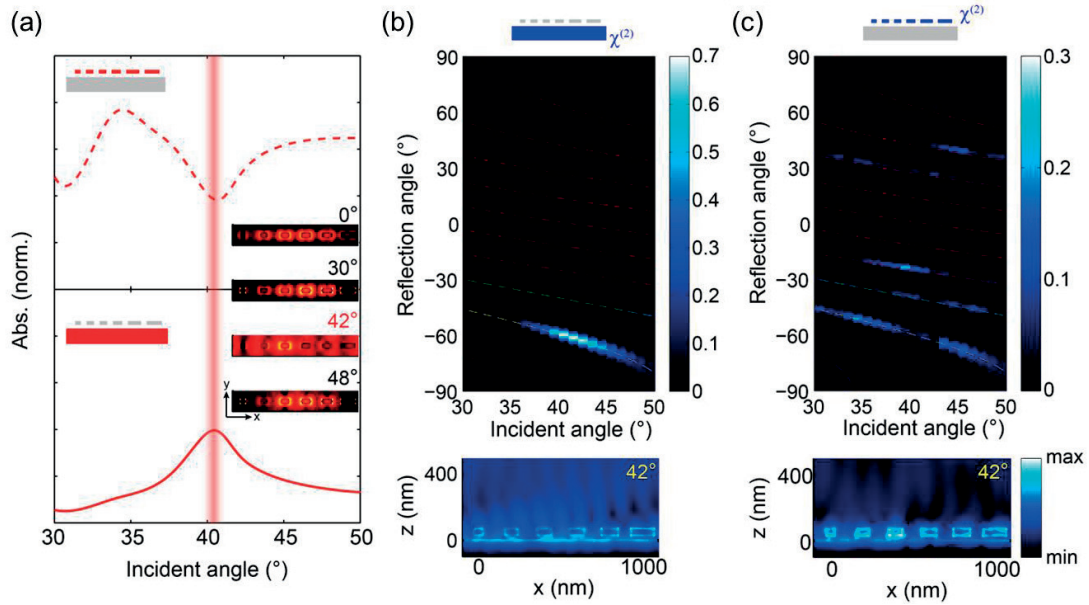 (a)
Abs. (norm.)
0°
30°
42°
48°
y
x
30 35 40 45 50
Incident angle (°)
(b)
χ(2)
Reflection angle (°)
90
60
30
0
−30
−60
−90
30 35 40 45 50
Incident angle (°)
0.7
0.6
0.5
0.4
0.3
0.2
0.1
0
42°
z (nm)
400
0
0 1000
x (nm)
(c)
χ(2)
Reflection angle (°)
90
60
30
0
−30
−60
−90
30 35 40 45 50
Incident angle (°)
0.3
0.2
0.1
0
42°
z (nm)
400
0
0 1000
x (nm)
max
min